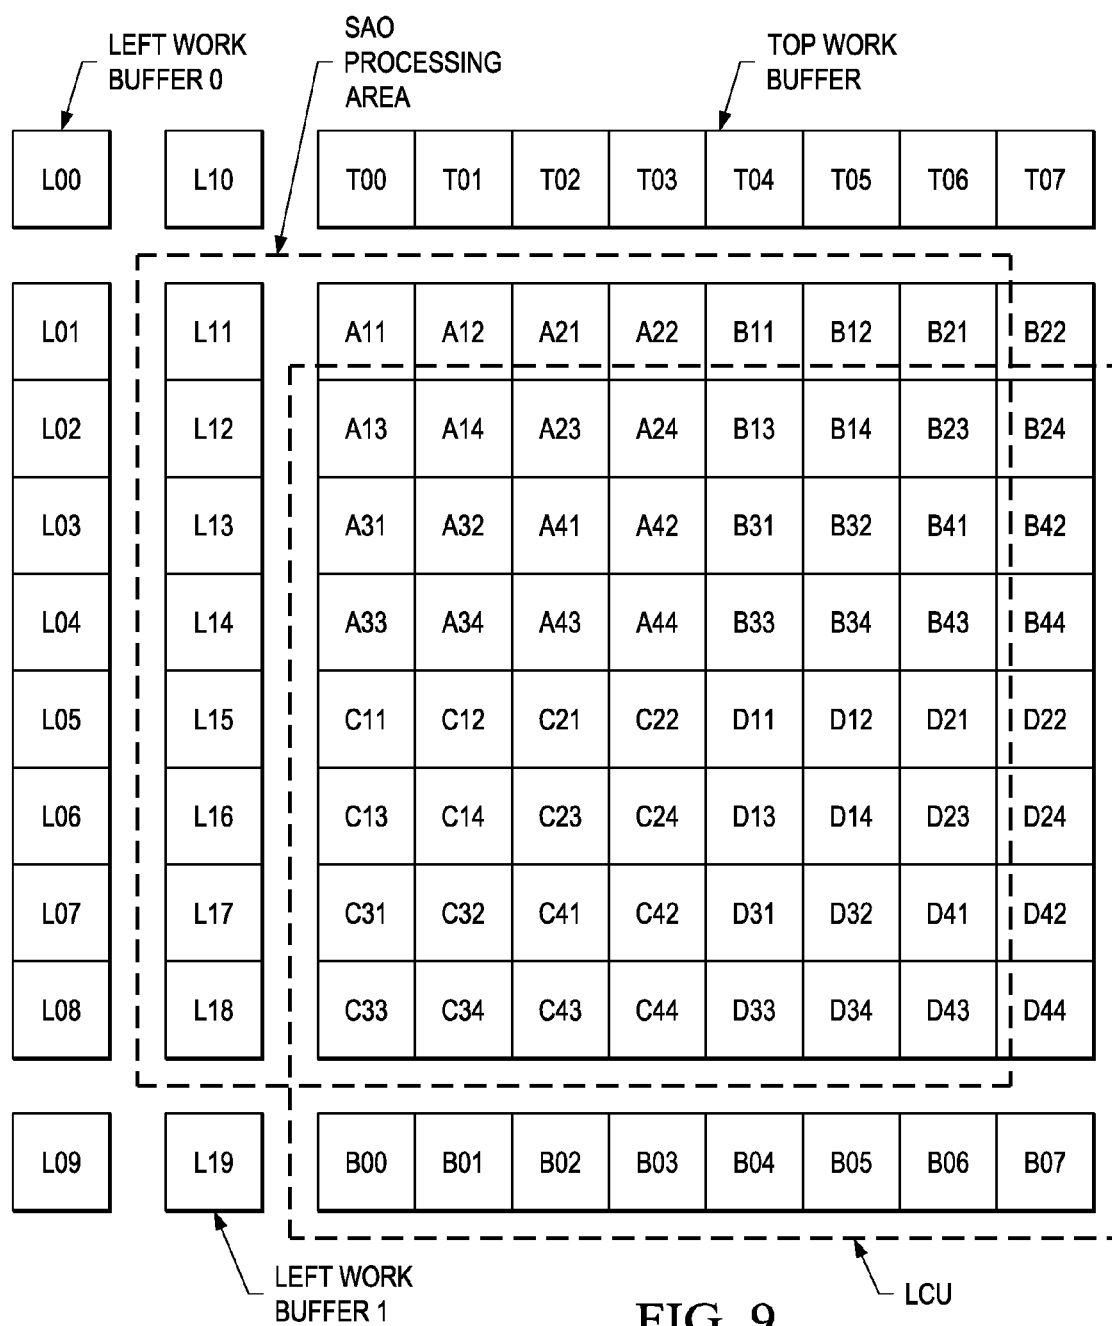 LEFT WORK
BUFFER 0
SAO
PROCESSING
AREA
TOP WORK
BUFFER
L00 L10 T00 T01 T02 T03 T04 T05 T06 T07
L01 L11 A11 A12 A21 A22 B11 B12 B21 B22
L02 L12 A13 A14 A23 A24 B13 B14 B23 B24
L03 L13 A31 A32 A41 A42 B31 B32 B41 B42
L04 L14 A33 A34 A43 A44 B33 B34 B43 B44
L05 L15 C11 C12 C21 C22 D11 D12 D21 D22
L06 L16 C13 C14 C23 C24 D13 D14 D23 D24
L07 L17 C31 C32 C41 C42 D31 D32 D41 D42
L08 L18 C33 C34 C43 C44 D33 D34 D43 D44
L09 L19 B00 B01 B02 B03 B04 B05 B06 B07
LEFT WORK
BUFFER 1
LCU
FIG. 9